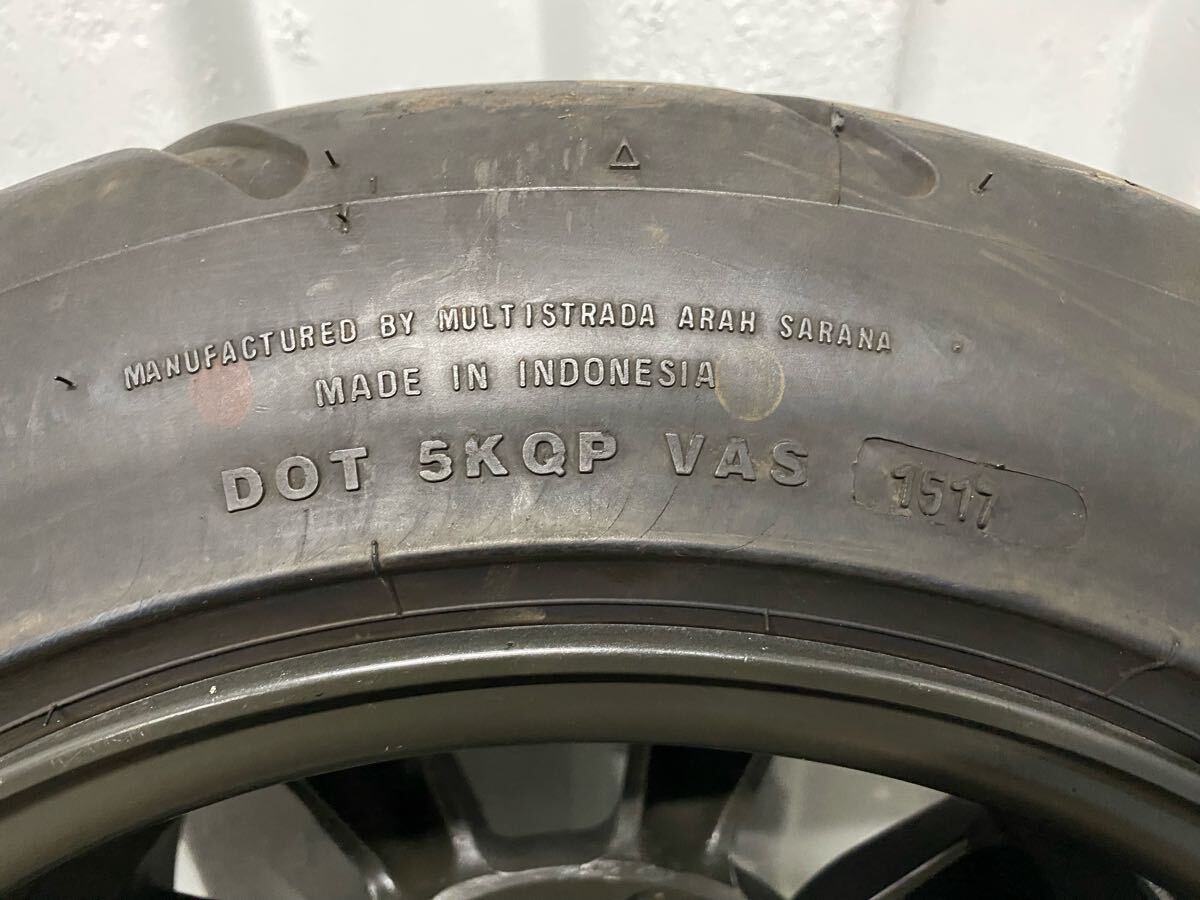 MANUFACTURED BY MULTISTRADA ARAH SARANA
MADE IN INDONESIA
DOT 5KQP VAS 1517